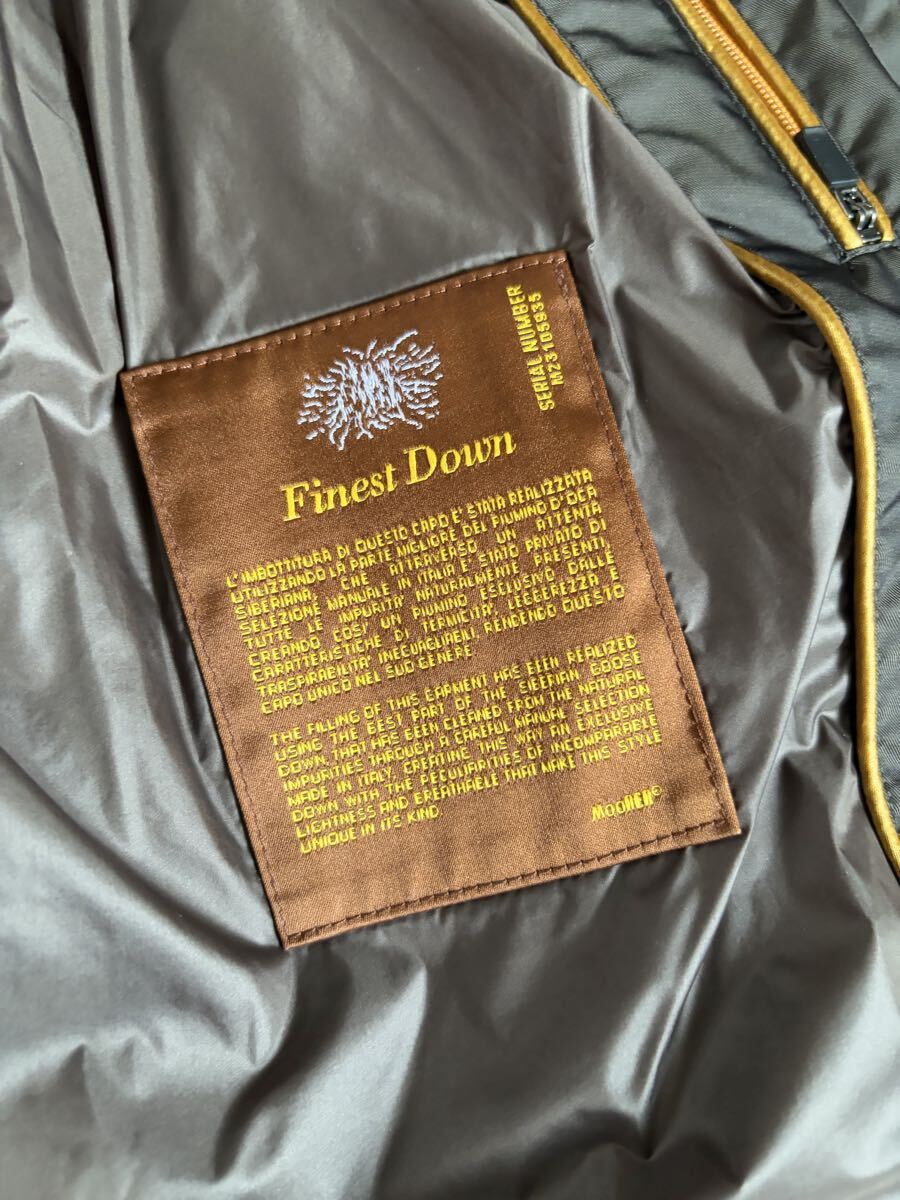 SERIAL NUMBER
M23105935
Finest Down
L'IMBOTTITURA DI QUESTO CAPO E' STATA REALIZZATA
UTILIZZANDO LA PARTE MIGLIORE DEL PIUMINO D'OCA
SIBERIANA CHE ATTRAVERSO UN ATTENTA
SELEZIONE MANUALE IN ITALIA E' STATO PRIVATO DI
TUTTE LE IMPURITA' NATURALMENTE PRESENTI,
CREANDO COSI' UN PIUMINO ESCLUSIVO DALLE
CARATTERISTICHE DI TERMICITA', LEGGEREZZA E
TRASPIRABILITA' INEGUAGLIABILI, RENDENDO QUESTO
CAPO UNICO NEL SUO GENERE
THE FILLING OF THIS GARMENT HAS BEEN REALIZED
USING THE BEST PART OF THE SIBERIAN GOOSE
DOWN, THAT HAS BEEN CLEANED FROM THE NATURAL
IMPURITIES THROUGH A CAREFUL MANUAL SELECTION
MADE IN ITALY, CREATING THIS WAY AN EXCLUSIVE
DOWN WITH THE PECULIARITIES OF INCOMPARABLE
LIGHTNESS AND BREATHABLE THAT MAKE THIS STYLE
UNIQUE IN ITS KIND
MOORER®